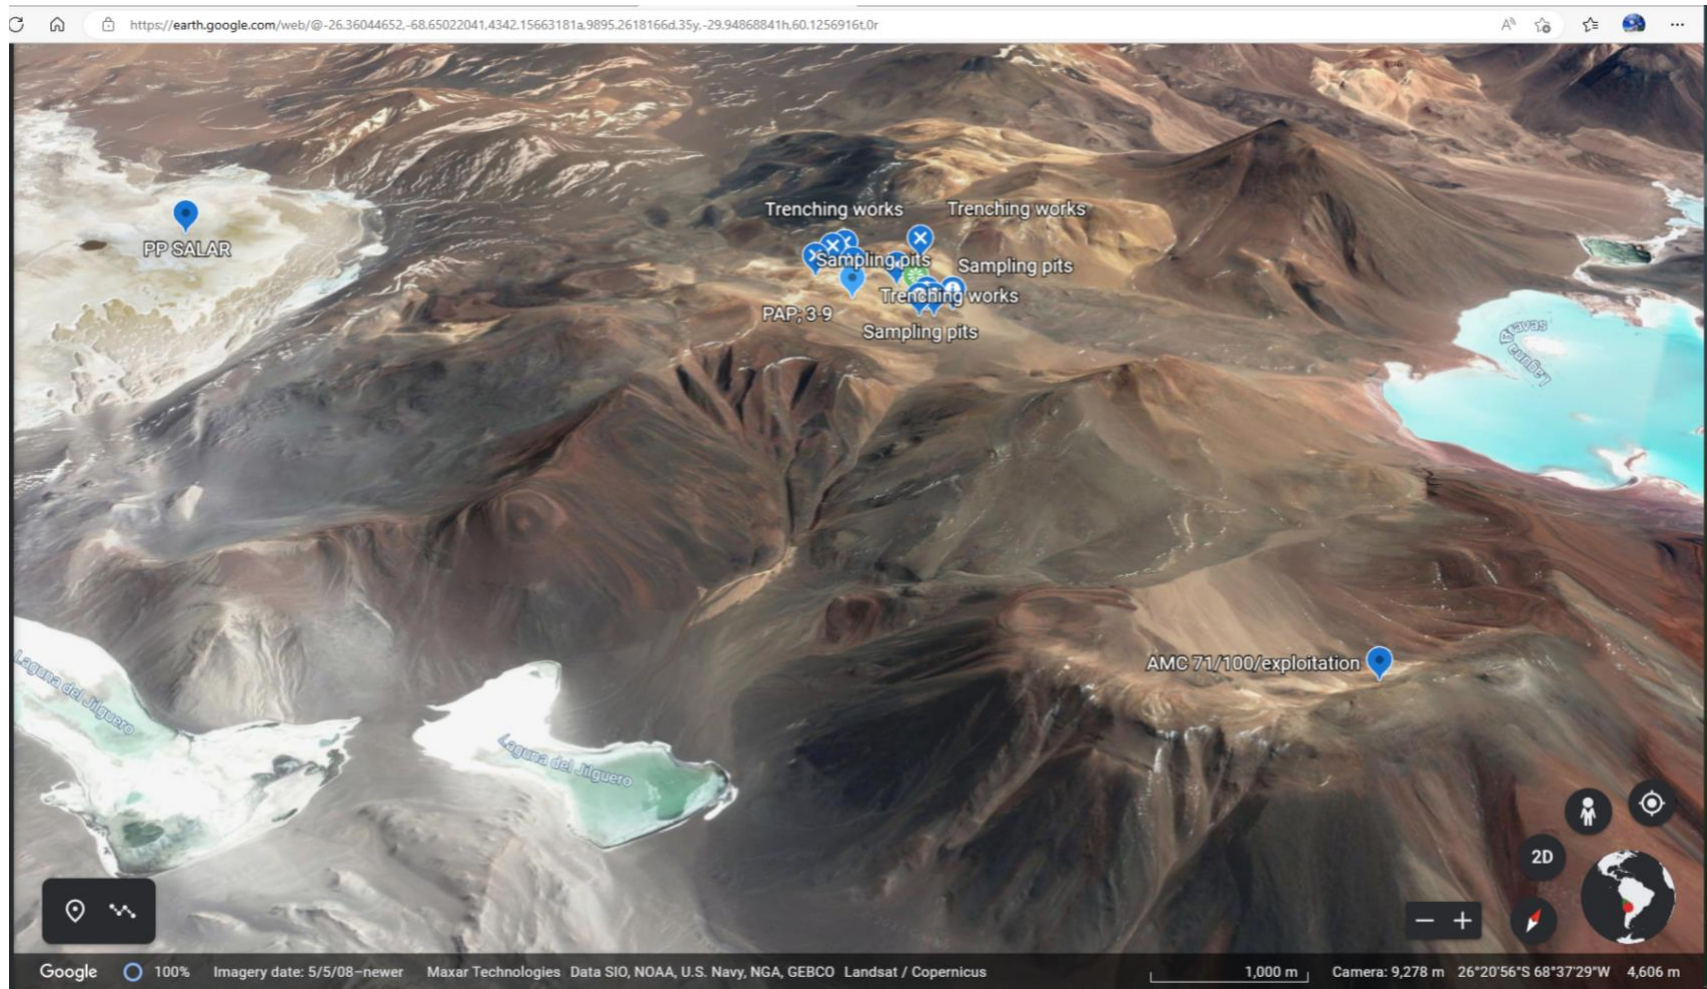 https://earth.google.com/web/@-26.36044652,-68.65022041,4342.15663181a,9895.2618166d,35y,-29.94868841h,60.1256916t,0r
Trenching works
Trenching works
PP SALAR
Sampling pits
Sampling pits
Trenching works
PAP; 3-9
Sampling pits
Laguna Bravas
AMC 71/100/exploitation
Laguna del Jilguero
Laguna del Jilguero
2D
Google
100%
Imagery date: 5/5/08–newer
Maxar Technologies Data SIO, NOAA, U.S. Navy, NGA, GEBCO Landsat / Copernicus
1,000 m
Camera: 9,278 m 26°20'56"S 68°37'29"W 4,606 m